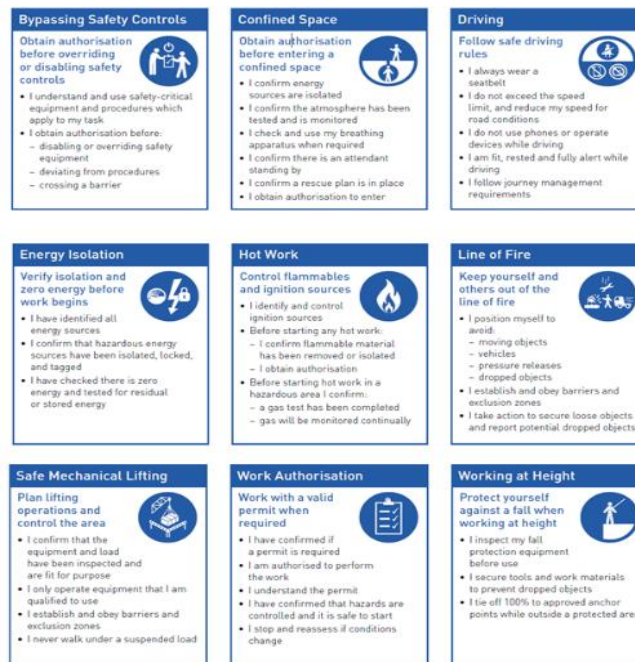 Bypassing Safety Controls
Obtain authorisation
before overriding
or disabling safety
controls
• I understand and use safety-critical
equipment and procedures which
apply to my task
• I obtain authorisation before:
– disabling or overriding safety
equipment
– deviating from procedures
– crossing a barrier
Confined Space
Obtain authorisation
before entering a
confined space
• I confirm energy
sources are isolated
• I confirm the atmosphere has been
tested and is monitored
• I check and use my breathing
apparatus when required
• I confirm there is an attendant
standing by
• I confirm a rescue plan is in place
• I obtain authorisation to enter
Driving
Follow safe driving
rules
• I always wear a
seatbelt
• I do not exceed the speed
limit, and reduce my speed for
road conditions
• I do not use phones or operate
devices while driving
• I am fit, rested and fully alert while
driving
• I follow journey management
requirements
Energy Isolation
Verify isolation and
zero energy before
work begins
• I have identified all
energy sources
• I confirm that hazardous energy
sources have been isolated, locked,
and tagged
• I have checked there is zero
energy and tested for residual
or stored energy
Hot Work
Control flammables
and ignition sources
• I identify and control
ignition sources
• Before starting any hot work:
– I confirm flammable material
has been removed or isolated
– I obtain authorisation
• Before starting hot work in a
hazardous area I confirm:
– a gas test has been completed
– gas will be monitored continually
Line of Fire
Keep yourself and
others out of the
line of fire
• I position myself to
avoid:
– moving objects
– vehicles
– pressure releases
– dropped objects
• I establish and obey barriers and
exclusion zones
• I take action to secure loose objects
and report potential dropped objects
Safe Mechanical Lifting
Plan lifting
operations and
control the area
• I confirm that the
equipment and load
have been inspected and
are fit for purpose
• I only operate equipment that I am
qualified to use
• I establish and obey barriers and
exclusion zones
• I never walk under a suspended load
Work Authorisation
Work with a valid
permit when
required
• I have confirmed if
a permit is required
• I am authorised to perform
the work
• I understand the permit
• I have confirmed that hazards are
controlled and it is safe to start
• I stop and reassess if conditions
change
Working at Height
Protect yourself
against a fall when
working at height
• I inspect my fall
protection equipment
before use
• I secure tools and work materials
to prevent dropped objects
• I tie off 100% to approved anchor
points while outside a protected area